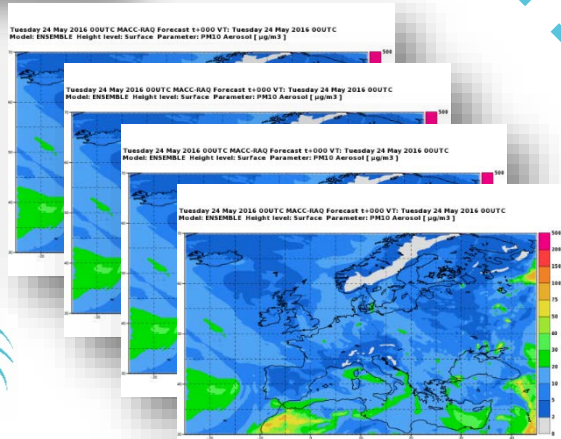 Tuesday 24 May 2016 00UTC MACC-RAQ Forecast t+000 VT: Tuesday 24 May 2016 00UTC
Model: ENSEMBLE Height level: Surface Parameter: PM10 Aerosol [ µg/m3 ]
500
Tuesday 24 May 2016 00UTC MACC-RAQ Forecast t+000 VT: Tuesday 24 May 2016 00UTC
Model: ENSEMBLE Height level: Surface Parameter: PM10 Aerosol [ µg/m3 ]
500
Tuesday 24 May 2016 00UTC MACC-RAQ Forecast t+000 VT: Tuesday 24 May 2016 00UTC
Model: ENSEMBLE Height level: Surface Parameter: PM10 Aerosol [ µg/m3 ]
500
Tuesday 24 May 2016 00UTC MACC-RAQ Forecast t+000 VT: Tuesday 24 May 2016 00UTC
Model: ENSEMBLE Height level: Surface Parameter: PM10 Aerosol [ µg/m3 ]
500
200
150
100
75
50
40
30
20
10
5
2
0